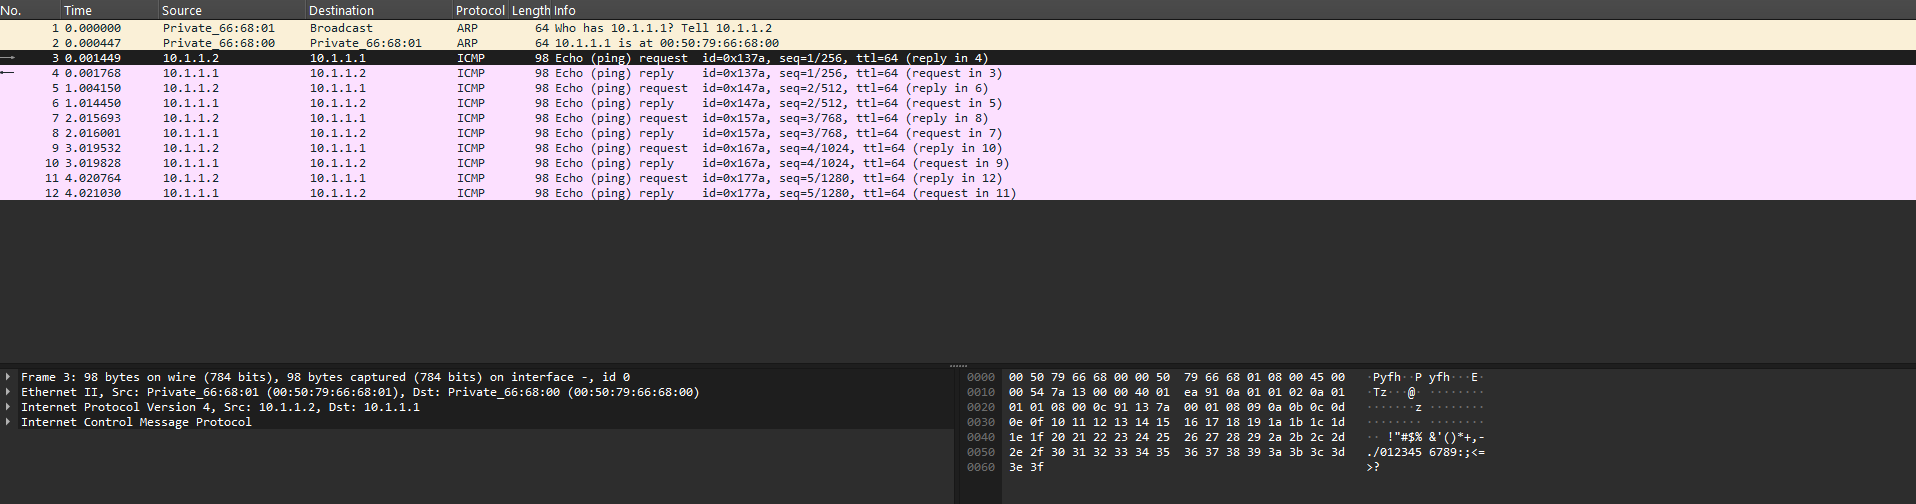 No. Time Source Destination Protocol Length Info
1 0.000000 Private_66:68:01 Broadcast ARP 64 Who has 10.1.1.1? Tell 10.1.1.2
2 0.000447 Private_66:68:00 Private_66:68:01 ARP 64 10.1.1.1 is at 00:50:79:66:68:00
3 0.001449 10.1.1.2 10.1.1.1 ICMP 98 Echo (ping) request id=0x137a, seq=1/256, ttl=64 (reply in 4)
4 0.001768 10.1.1.1 10.1.1.2 ICMP 98 Echo (ping) reply id=0x137a, seq=1/256, ttl=64 (request in 3)
5 1.004150 10.1.1.2 10.1.1.1 ICMP 98 Echo (ping) request id=0x147a, seq=2/512, ttl=64 (reply in 6)
6 1.014450 10.1.1.1 10.1.1.2 ICMP 98 Echo (ping) reply id=0x147a, seq=2/512, ttl=64 (request in 5)
7 2.015693 10.1.1.2 10.1.1.1 ICMP 98 Echo (ping) request id=0x157a, seq=3/768, ttl=64 (reply in 8)
8 2.016001 10.1.1.1 10.1.1.2 ICMP 98 Echo (ping) reply id=0x157a, seq=3/768, ttl=64 (request in 7)
9 3.019532 10.1.1.2 10.1.1.1 ICMP 98 Echo (ping) request id=0x167a, seq=4/1024, ttl=64 (reply in 10)
10 3.019828 10.1.1.1 10.1.1.2 ICMP 98 Echo (ping) reply id=0x167a, seq=4/1024, ttl=64 (request in 9)
11 4.020764 10.1.1.2 10.1.1.1 ICMP 98 Echo (ping) request id=0x177a, seq=5/1280, ttl=64 (reply in 12)
12 4.021030 10.1.1.1 10.1.1.2 ICMP 98 Echo (ping) reply id=0x177a, seq=5/1280, ttl=64 (request in 11)
Frame 3: 98 bytes on wire (784 bits), 98 bytes captured (784 bits) on interface -, id 0
Ethernet II, Src: Private_66:68:01 (00:50:79:66:68:01), Dst: Private_66:68:00 (00:50:79:66:68:00)
Internet Protocol Version 4, Src: 10.1.1.2, Dst: 10.1.1.1
Internet Control Message Protocol
0000 00 50 79 66 68 00 00 50 79 66 68 01 08 00 45 00 ·Pyfh··P yfh···E·
0010 00 54 7a 13 00 00 40 01 ea 91 0a 01 01 02 0a 01 ·Tz···@· ········
0020 01 01 08 00 0c 91 13 7a 00 01 08 09 0a 0b 0c 0d ·······z ········
0030 0e 0f 10 11 12 13 14 15 16 17 18 19 1a 1b 1c 1d ········ ········
0040 1e 1f 20 21 22 23 24 25 26 27 28 29 2a 2b 2c 2d ·· !"#$% &'()*+,-
0050 2e 2f 30 31 32 33 34 35 36 37 38 39 3a 3b 3c 3d ./012345 6789:;<=
0060 3e 3f >?